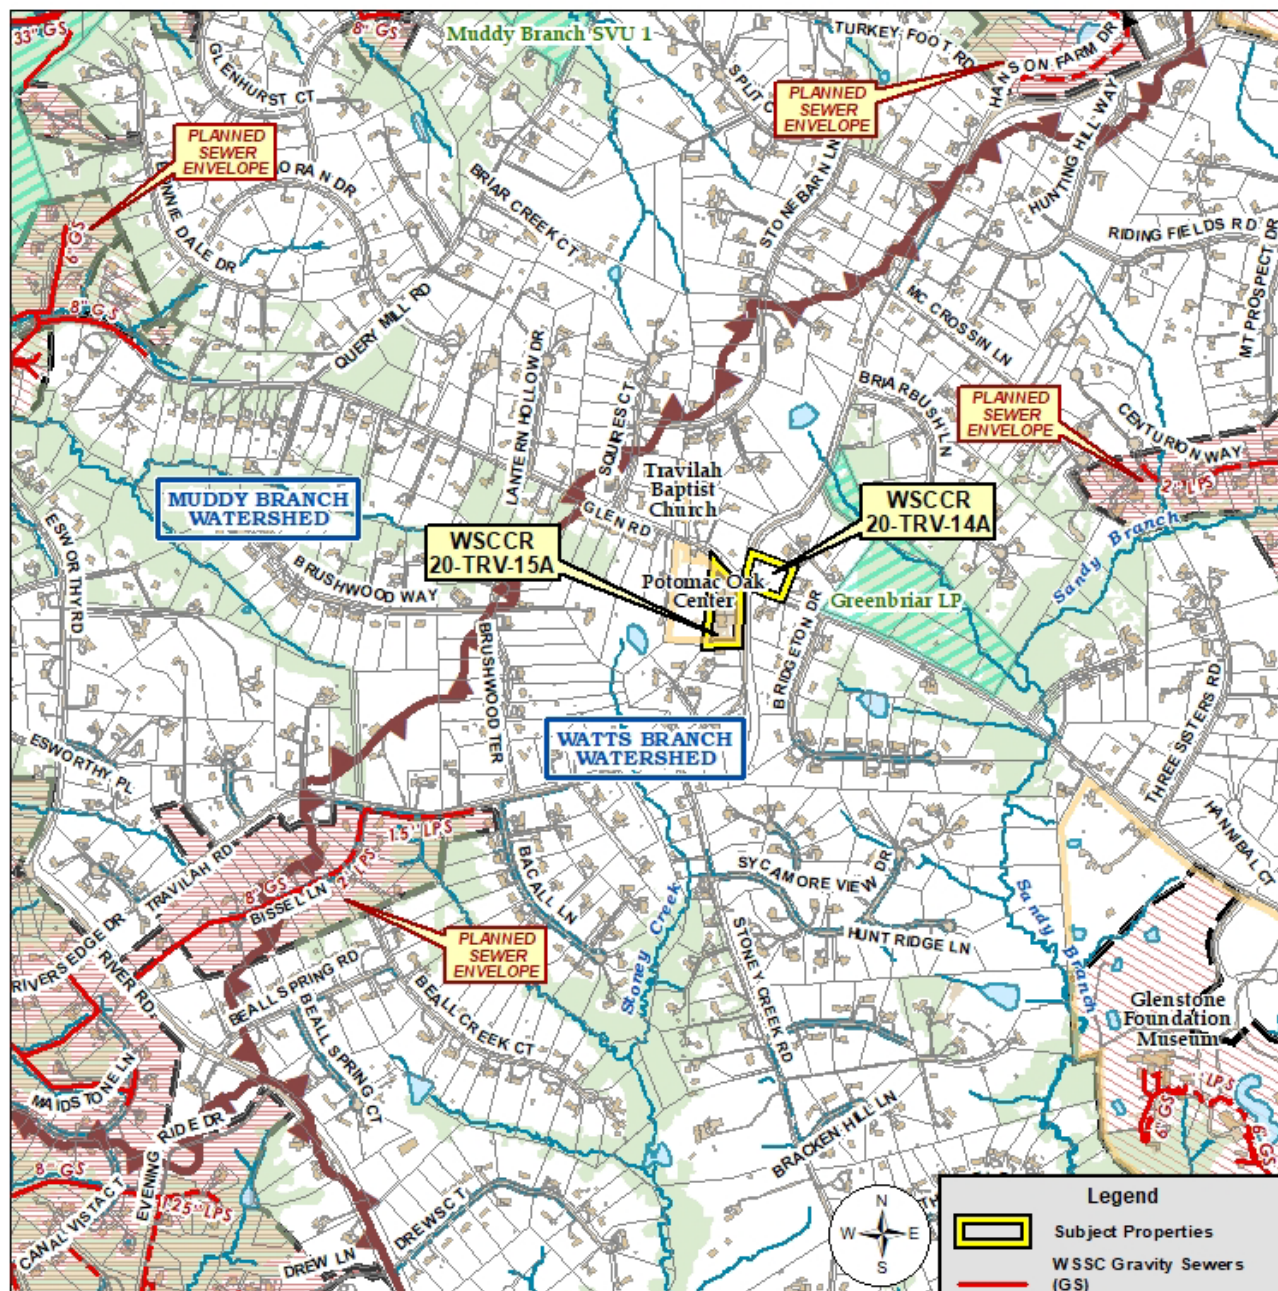 33" GS
8" GS
Muddy Branch SVU 1
TURKEY FOOT RD
HANSON FARM DR
GLENHURST CT
SPLIT C
PLANNED
SEWER
ENVELOPE
PLANNED
SEWER
ENVELOPE
HUNTING HILL WAY
ORAN DR
BRIAR CREEK CT
STONEBARN LN
RIDING FIELDS RD
MT PROSPECT DR
6" GS
8" GS
QUERY MILL RD
MC CROSSIN LN
LANTERN HOLLOW DR
SQUIRES CT
BRIARBUSH LN
PLANNED
SEWER
ENVELOPE
CENTURION WAY
2" LPS
Travilah
Baptist
Church
MUDDY BRANCH
WATERSHED
GLEN RD
WSCCR
20-TRV-14A
WSCCR
20-TRV-15A
Sandy Branch
ESWORTHY RD
BRUSHWOOD WAY
Potomac Oak
Center
Greenbriar LP
BRIDGETON DR
BRUSHWOOD TER
THREE SISTERS RD
WATTS BRANCH
WATERSHED
ESWORTHY PL
HANNIBAL CT
1.5" LPS
TRAVILAH RD
8" GS
2" LPS
BISSEL LN
BACALL LN
SYCAMORE VIEW DR
HUNT RIDGE LN
Stoney Creek
STONEY CREEK RD
Sandy Branch
PLANNED
SEWER
ENVELOPE
RIVERSEDGE DR
RIVER RD
BEALL SPRING RD
BEALL CREEK CT
BEALL SPRING CT
Glenstone
Foundation
Museum
MAIDSTONE LN
LPS
6" GS
6" GS
EVENING RIDE DR
BRACKEN HILL LN
8" GS
1.25" LPS
CANAL VISTA CT
DREWS CT
DREW LN
N
W E
S
Legend
Subject Properties
WSSC Gravity Sewers
(GS)